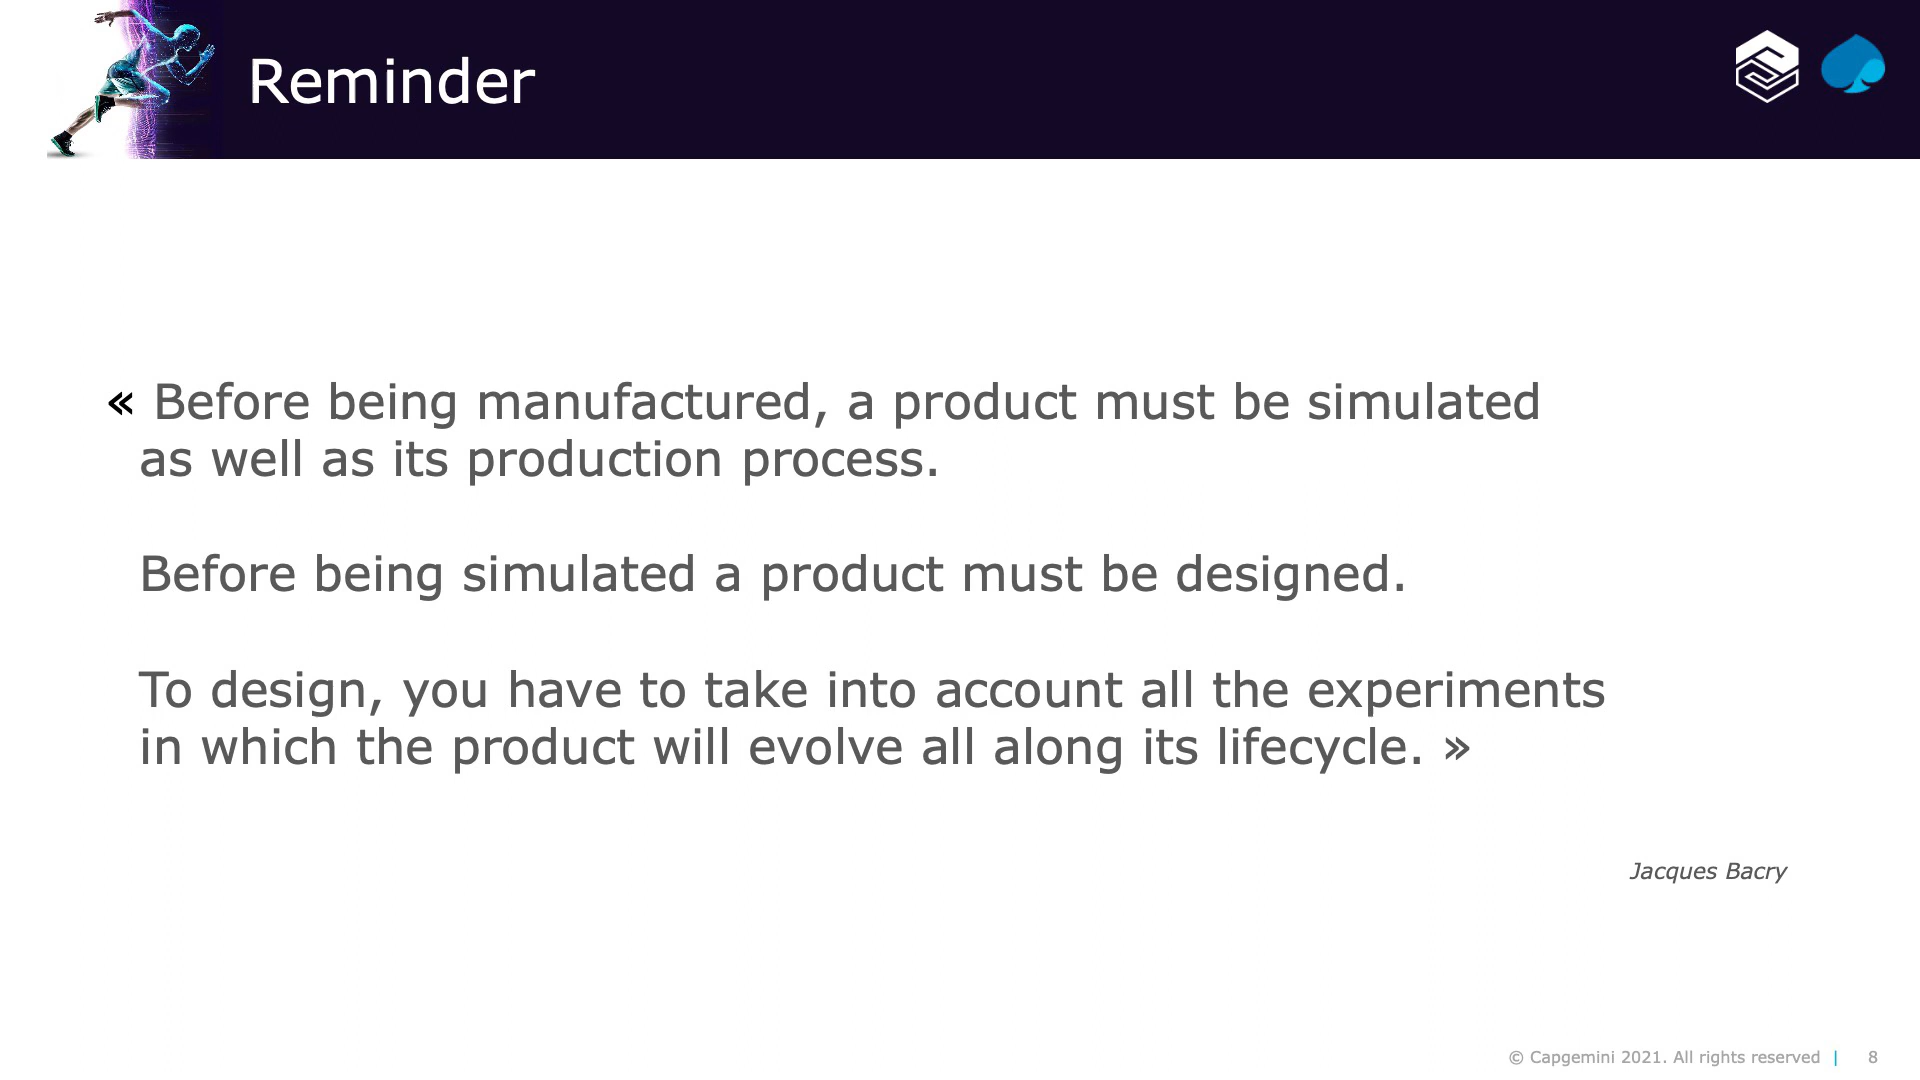 Reminder
« Before being manufactured, a product must be simulated
as well as its production process.
Before being simulated a product must be designed.
To design, you have to take into account all the experiments
in which the product will evolve all along its lifecycle. »
Jacques Bacry
© Capgemini 2021. All rights reserved | 8